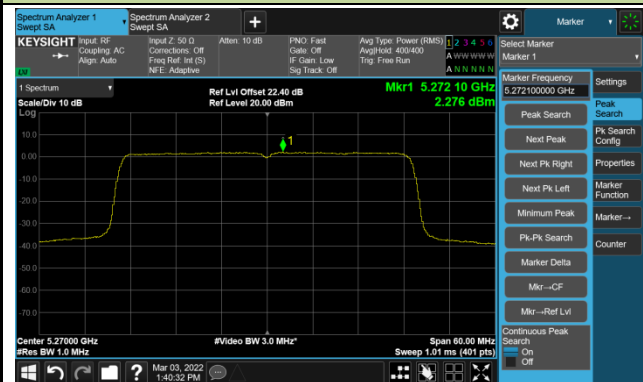 Spectrum Analyzer 1
Swept SA
Spectrum Analyzer 2
Swept SA
Marker
KEYSIGHT
Input: RF
Coupling: AC
Align: Auto
Input Z: 50 Ω
Corrections: Off
Freq Ref: Int (S)
NFE: Adaptive
Atten: 10 dB
PNO: Fast
Gate: Off
IF Gain: Low
Sig Track: Off
Avg Type: Power (RMS)
Avg|Hold: 400/400
Trig: Free Run
1 2 3 4 5 6
A W W W W W
A N N N N N
LXI
Select Marker
Marker 1
1 Spectrum
Scale/Div 10 dB
Log
Ref Lvl Offset 22.40 dB
Ref Level 20.00 dBm
Mkr1 5.272 10 GHz
2.276 dBm
10.0
0.00
-10.0
-20.0
-30.0
-40.0
-50.0
-60.0
-70.0
1
Center 5.27000 GHz
#Res BW 1.0 MHz
#Video BW 3.0 MHz*
Span 60.00 MHz
Sweep 1.01 ms (401 pts)
Marker Frequency
5.272100000 GHz
Peak Search
Next Peak
Next Pk Right
Next Pk Left
Minimum Peak
Pk-Pk Search
Marker Delta
Mkr→CF
Mkr→Ref Lvl
Continuous Peak
Search
On
Off
Settings
Peak
Search
Pk Search
Config
Properties
Marker
Function
Marker→
Counter
Mar 03, 2022
1:40:32 PM